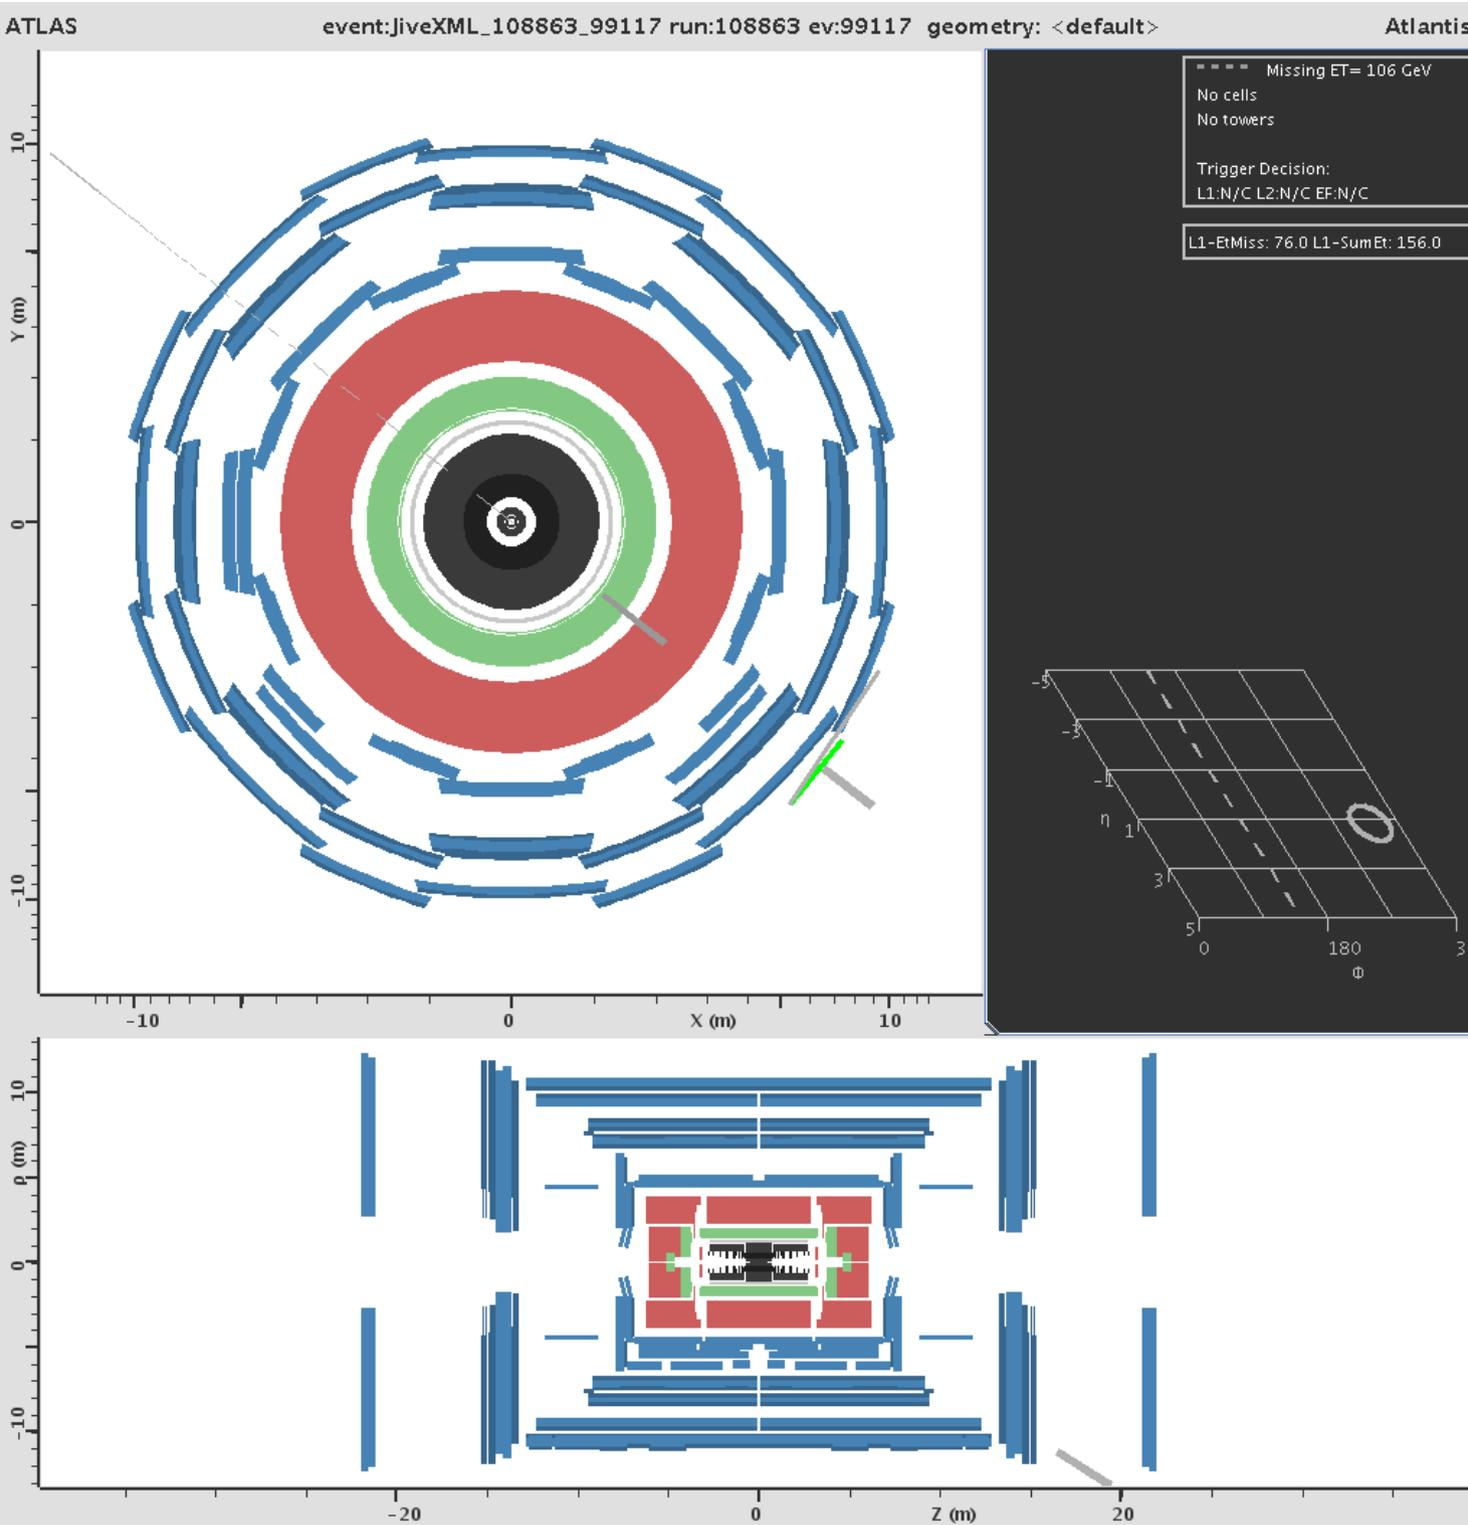 ATLAS event:JiveXML_108863_99117 run:108863 ev:99117 geometry: <default> Atlantis
Missing ET= 106 GeV
No cells
No towers
Trigger Decision:
L1:N/C L2:N/C EF:N/C
L1-EtMiss: 76.0 L1-SumEt: 156.0
10
Y (m)
0
-10
-10 0 X (m) 10
-5
-3
-1
η 1
3
5
0 180 3
Φ
10
ρ (m)
0
-10
-20 0 Z (m) 20